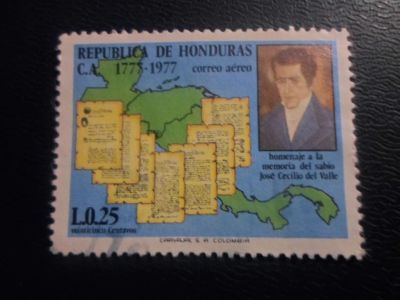 REPUBLICA DE HONDURAS
C.A. 1777-1977 correo aéreo
homenaje a la
memoria del sabio
José Cecilio del Valle
L.0.25
veinticinco Centavos
CARVAJAL S. A. COLOMBIA